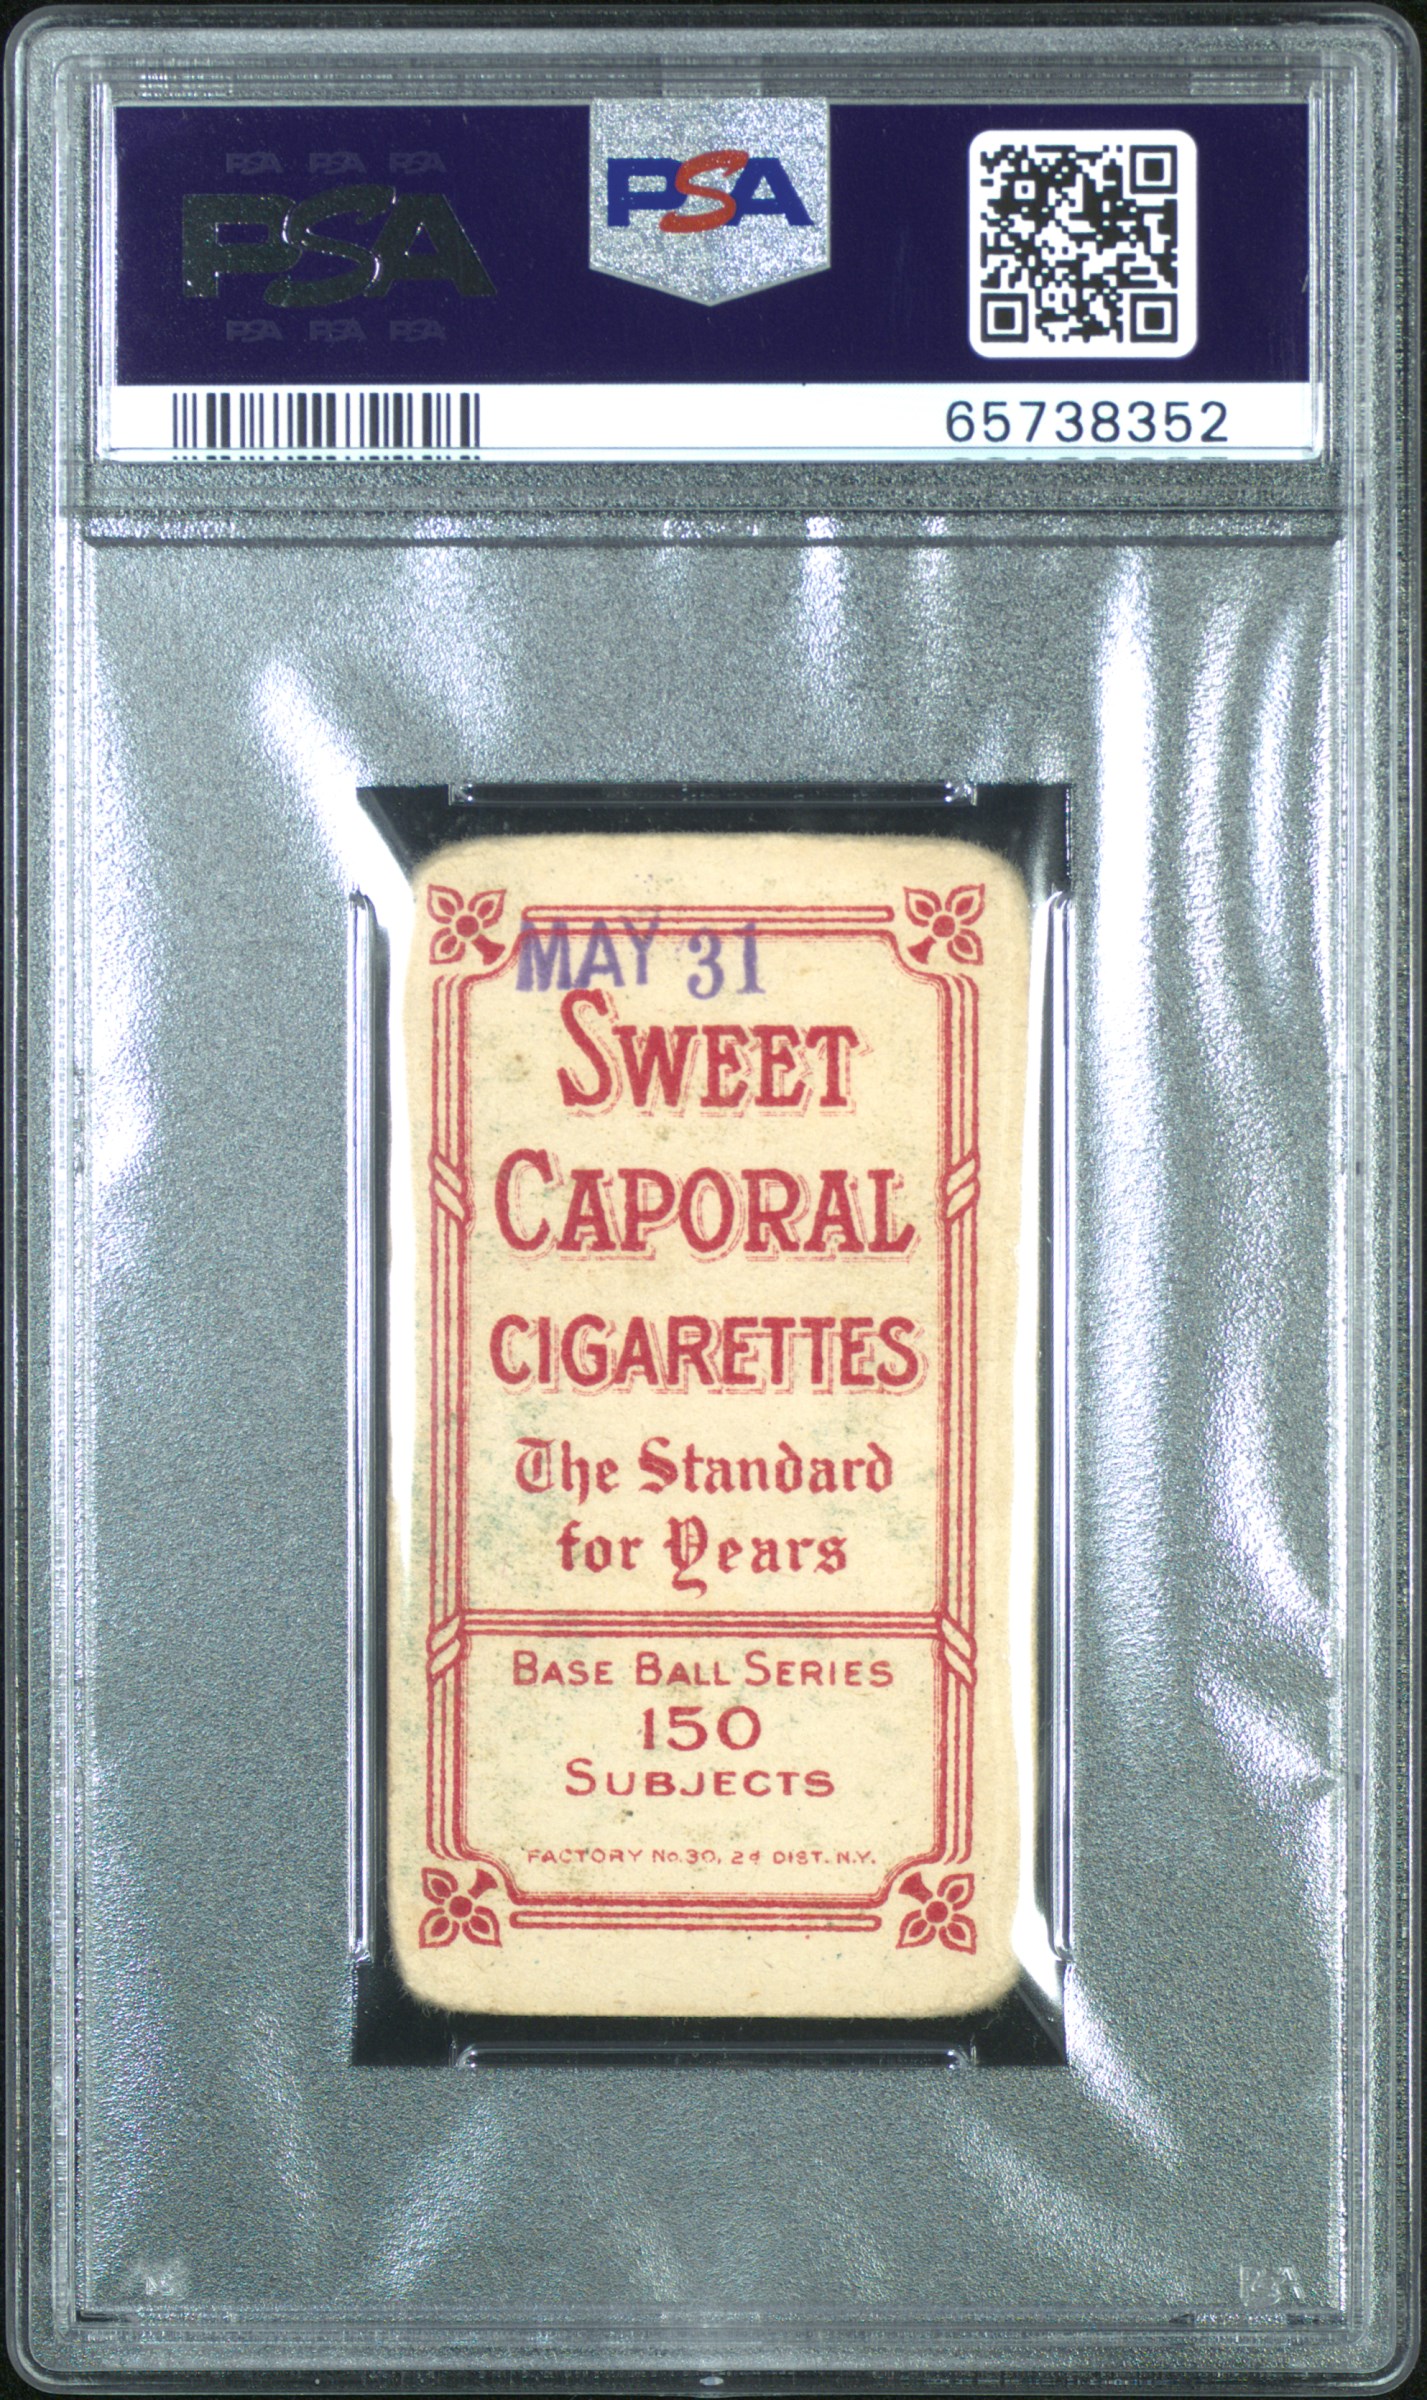 PSA PSA PSA
PSA
PSA PSA PSA
PSA
65738352
MAY 31
SWEET
CAPORAL
CIGARETTES
The Standard
for Years
BASE BALL SERIES
150
SUBJECTS
FACTORY No. 30, 2d DIST. N.Y.
PSA